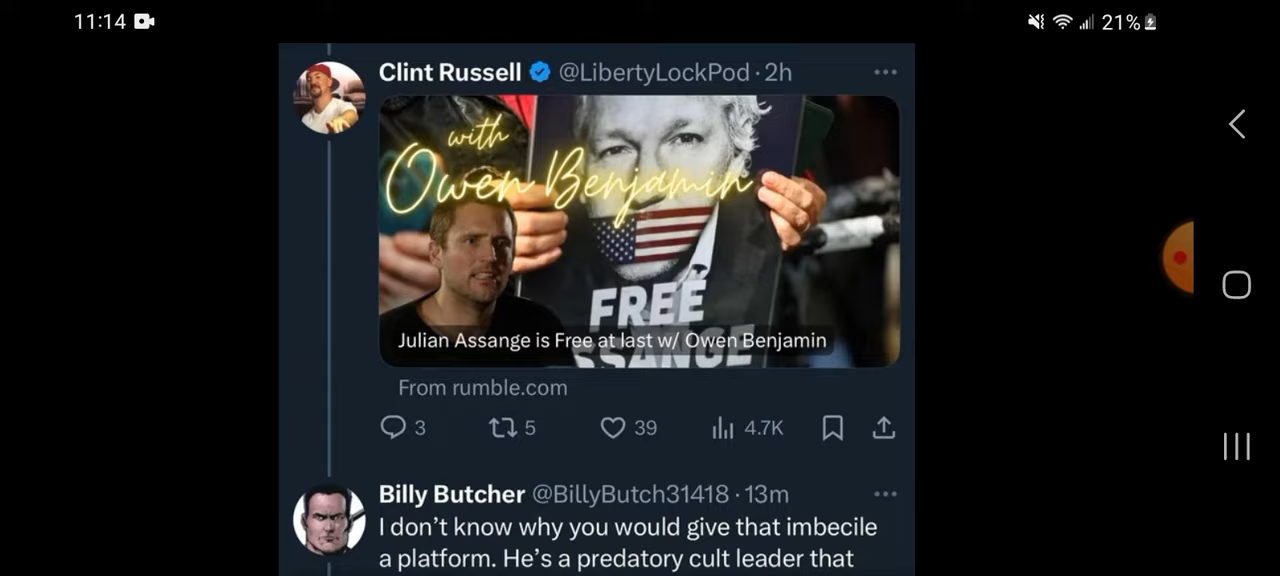 11:14
21%
Clint Russell @LibertyLockPod · 2h
with
Owen Benjamin
FREE
SSANGE
Julian Assange is Free at last w/ Owen Benjamin
From rumble.com
3 5 39 4.7K
Billy Butcher @BillyButch31418 · 13m
I don’t know why you would give that imbecile
a platform. He’s a predatory cult leader that